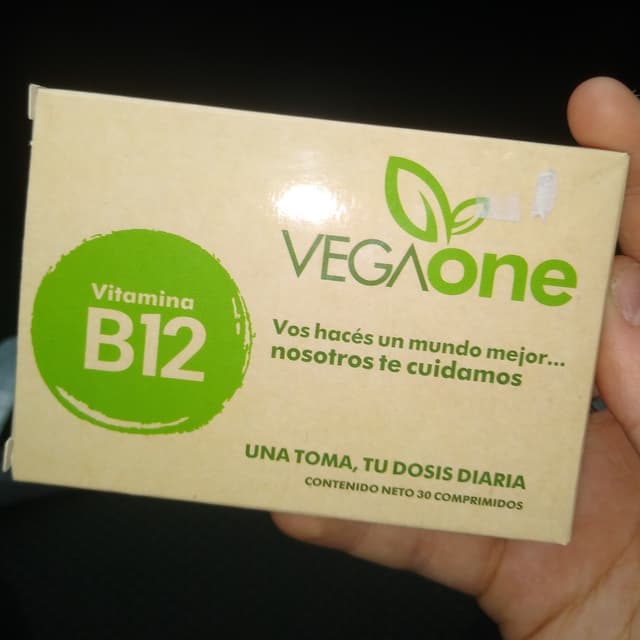 VEGAone
Vitamina
B12
Vos hacés un mundo mejor...
nosotros te cuidamos
UNA TOMA, TU DOSIS DIARIA
CONTENIDO NETO 30 COMPRIMIDOS